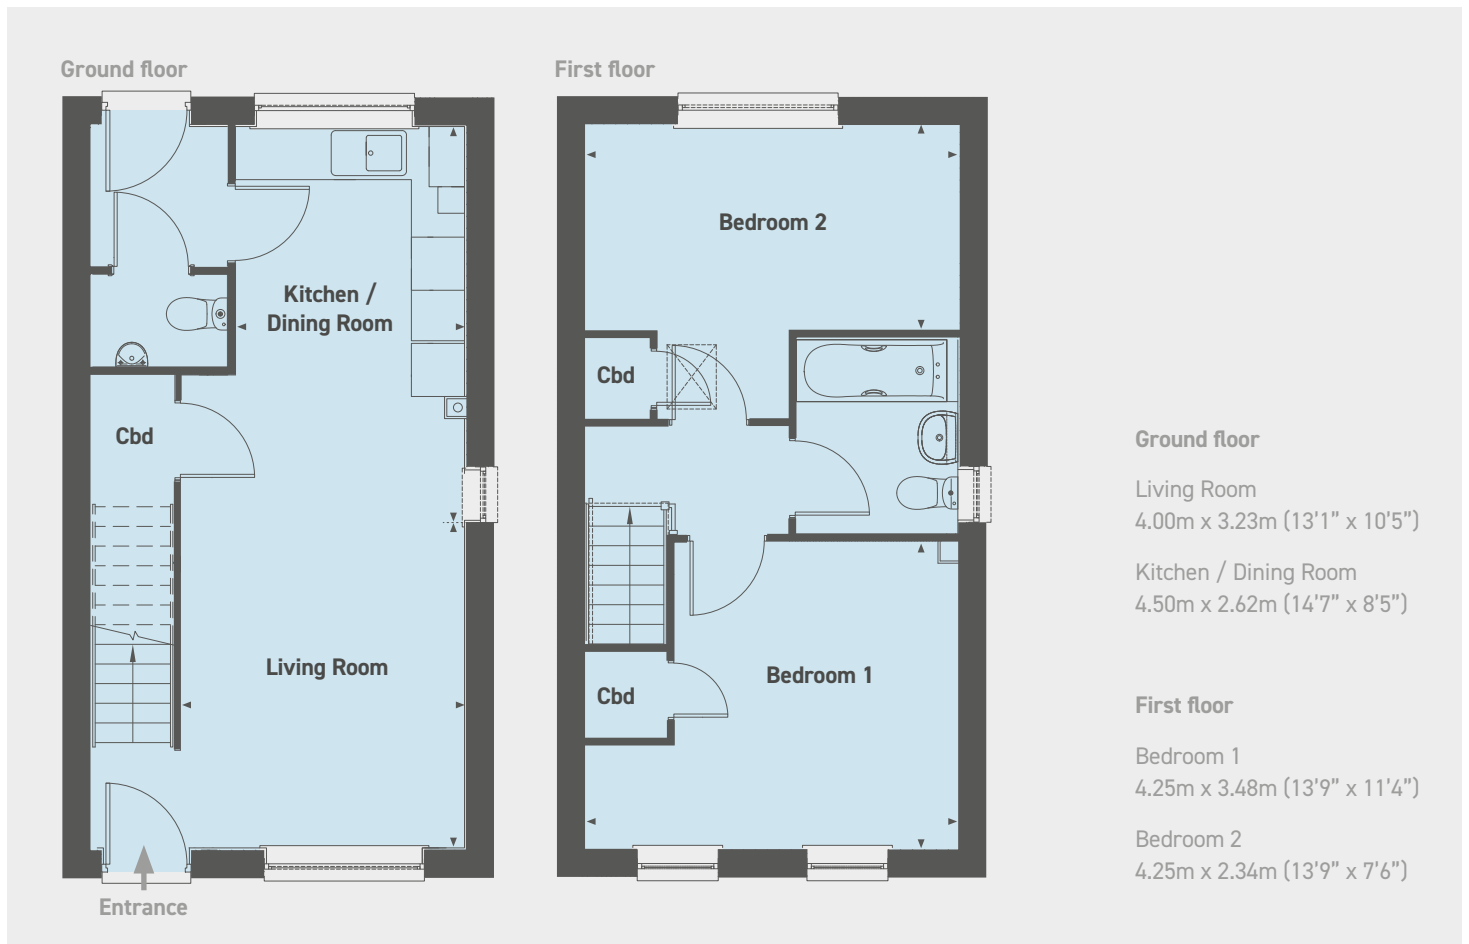 Ground floor
First floor
Kitchen /
Dining Room
Cbd
Living Room
Entrance
Bedroom 2
Cbd
Cbd
Bedroom 1
Ground floor
Living Room
4.00m x 3.23m (13’1” x 10’5”)
Kitchen / Dining Room
4.50m x 2.62m (14’7” x 8’5”)
First floor
Bedroom 1
4.25m x 3.48m (13’9” x 11’4”)
Bedroom 2
4.25m x 2.34m (13’9” x 7’6”)